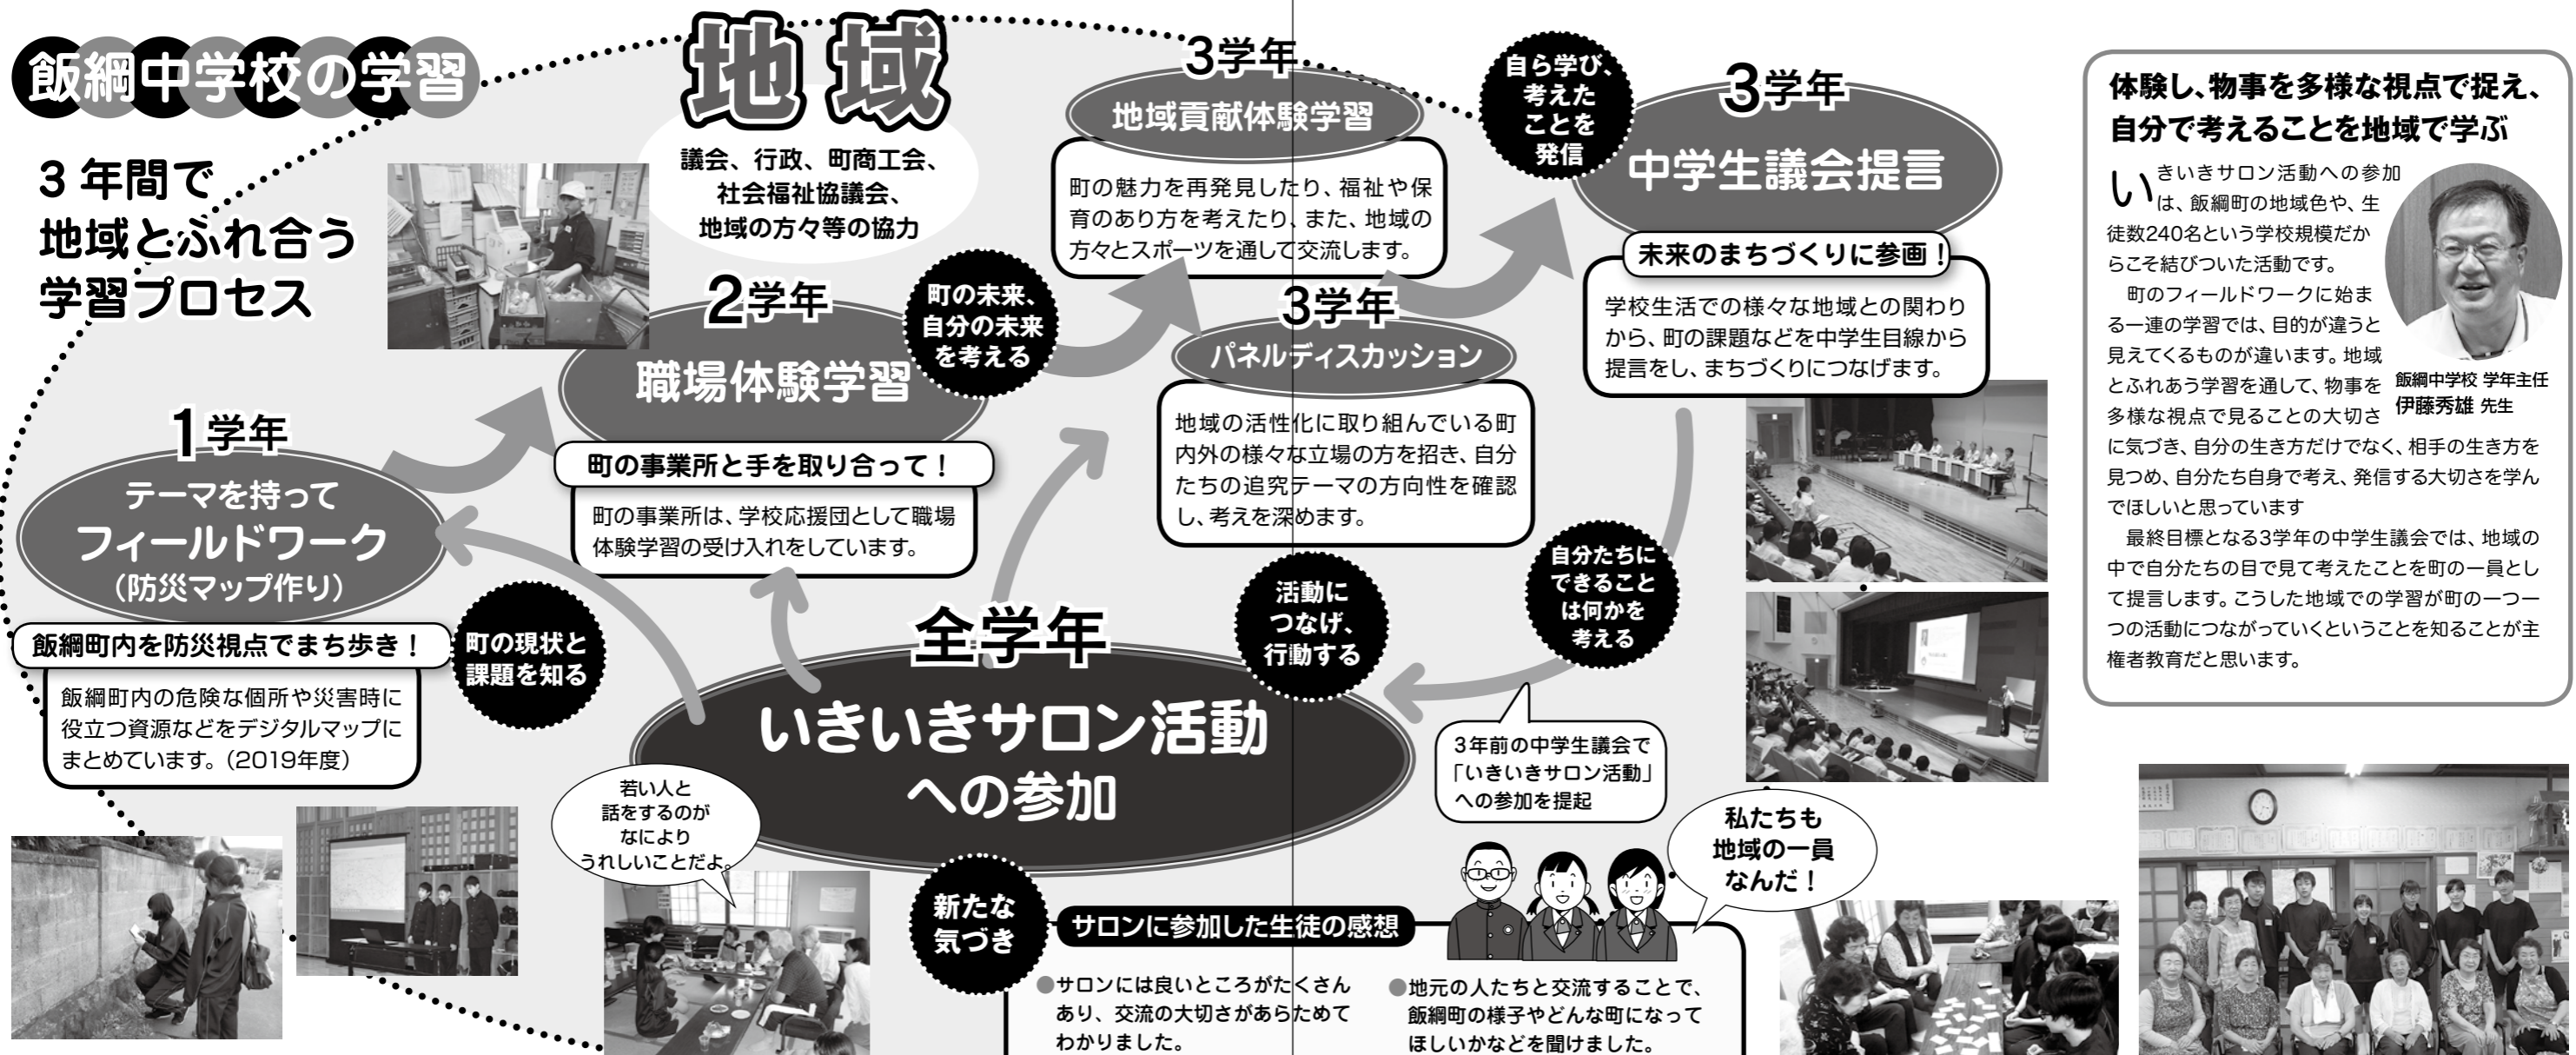 飯綱中学校の学習
3 年間で
地域とふれ合う
学習プロセス
地域
議会、行政、町商工会、
社会福祉協議会、
地域の方々等の協力
1学年
テーマを持って
フィールドワーク
（防災マップ作り）
飯綱町内を防災視点でまち歩き！
飯綱町内の危険な個所や災害時に
役立つ資源などをデジタルマップに
まとめています。（2019年度）
町の現状と
課題を知る
2学年
職場体験学習
町の事業所と手を取り合って！
町の事業所は、学校応援団として職場
体験学習の受け入れをしています。
町の未来、
自分の未来
を考える
3学年
地域貢献体験学習
町の魅力を再発見したり、福祉や保
育のあり方を考えたり、また、地域の
方々とスポーツを通して交流します。
3学年
パネルディスカッション
地域の活性化に取り組んでいる町
内外の様々な立場の方を招き、自分
たちの追究テーマの方向性を確認
し、考えを深めます。
自ら学び、
考えた
ことを
発信
3学年
中学生議会提言
未来のまちづくりに参画！
学校生活での様々な地域との関わり
から、町の課題などを中学生目線から
提言をし、まちづくりにつなげます。
自分たちに
できること
は何かを
考える
活動に
つなげ、
行動する
全学年
いきいきサロン活動
への参加
3年前の中学生議会で
「いきいきサロン活動」
への参加を提起
若い人と
話をするのが
なにより
うれしいことだよ。
新たな
気づき
サロンに参加した生徒の感想
●サロンには良いところがたくさん
あり、交流の大切さがあらためて
わかりました。
●地元の人たちと交流することで、
飯綱町の様子やどんな町になって
ほしいかなどを聞けました。
私たちも
地域の一員
なんだ！
体験し、物事を多様な視点で捉え、
自分で考えることを地域で学ぶ
いきいきサロン活動への参加
は、飯綱町の地域色や、生
徒数240名という学校規模だか
らこそ結びついた活動です。
町のフィールドワークに始ま
る一連の学習では、目的が違うと
見えてくるものが違います。地域
とふれあう学習を通して、物事を
多様な視点で見ることの大切さ
に気づき、自分の生き方だけでなく、相手の生き方を
見つめ、自分たち自身で考え、発信する大切さを学ん
でほしいと思っています
最終目標となる3学年の中学生議会では、地域の
中で自分たちの目で見て考えたことを町の一員とし
て提言します。こうした地域での学習が町の一つ一
つの活動につながっていくということを知ることが主
権者教育だと思います。
飯綱中学校 学年主任
伊藤秀雄 先生